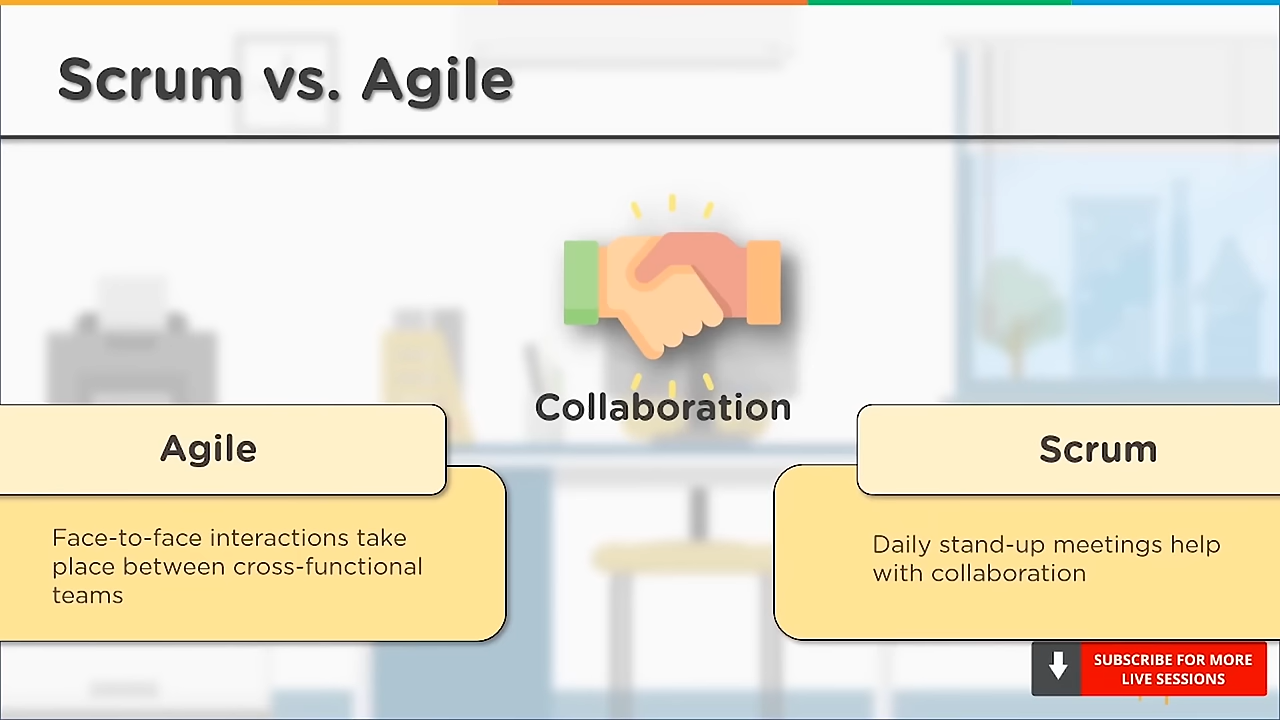 Scrum vs. Agile
Collaboration
Agile
Face-to-face interactions take
place between cross-functional
teams
Scrum
Daily stand-up meetings help
with collaboration
SUBSCRIBE FOR MORE
LIVE SESSIONS